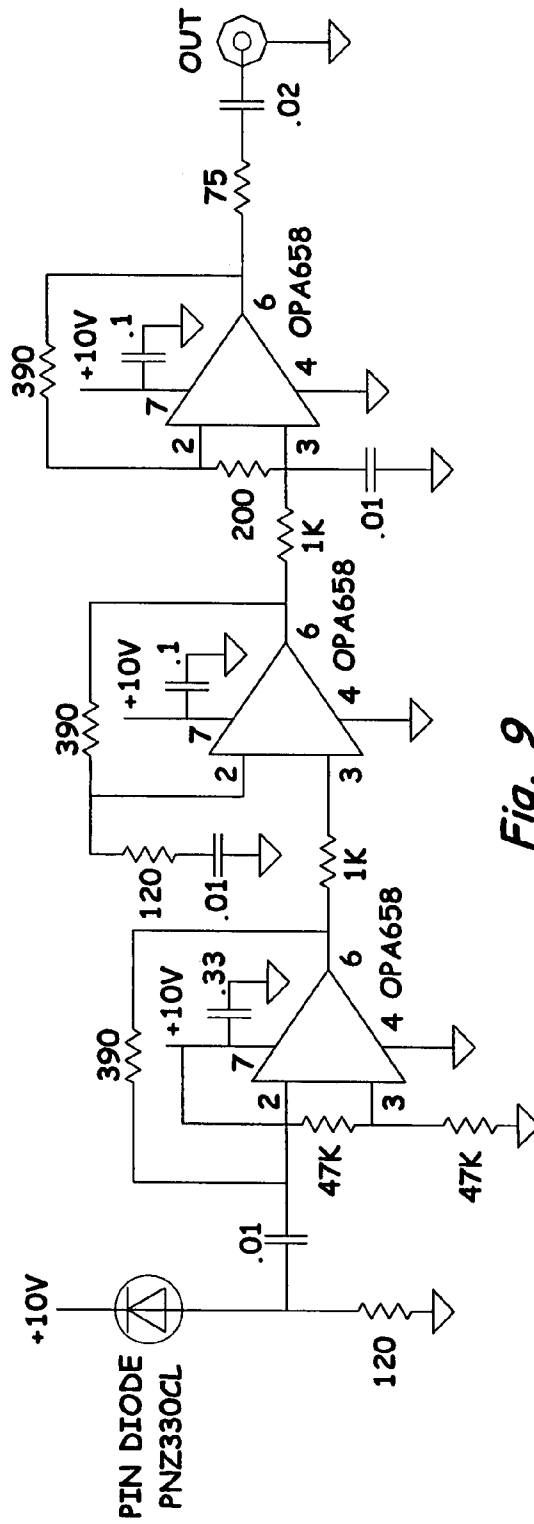 +10V
PIN DIODE
PNZ330CL
120
.01
390
+10V
.33
7
2
3
47K
47K
4
6
OPA658
1K
120
.01
390
+10V
.1
7
2
3
4
6
OPA658
1K
390
+10V
.1
7
2
3
200
.01
4
6
OPA658
75
.02
OUT
Fig. 9